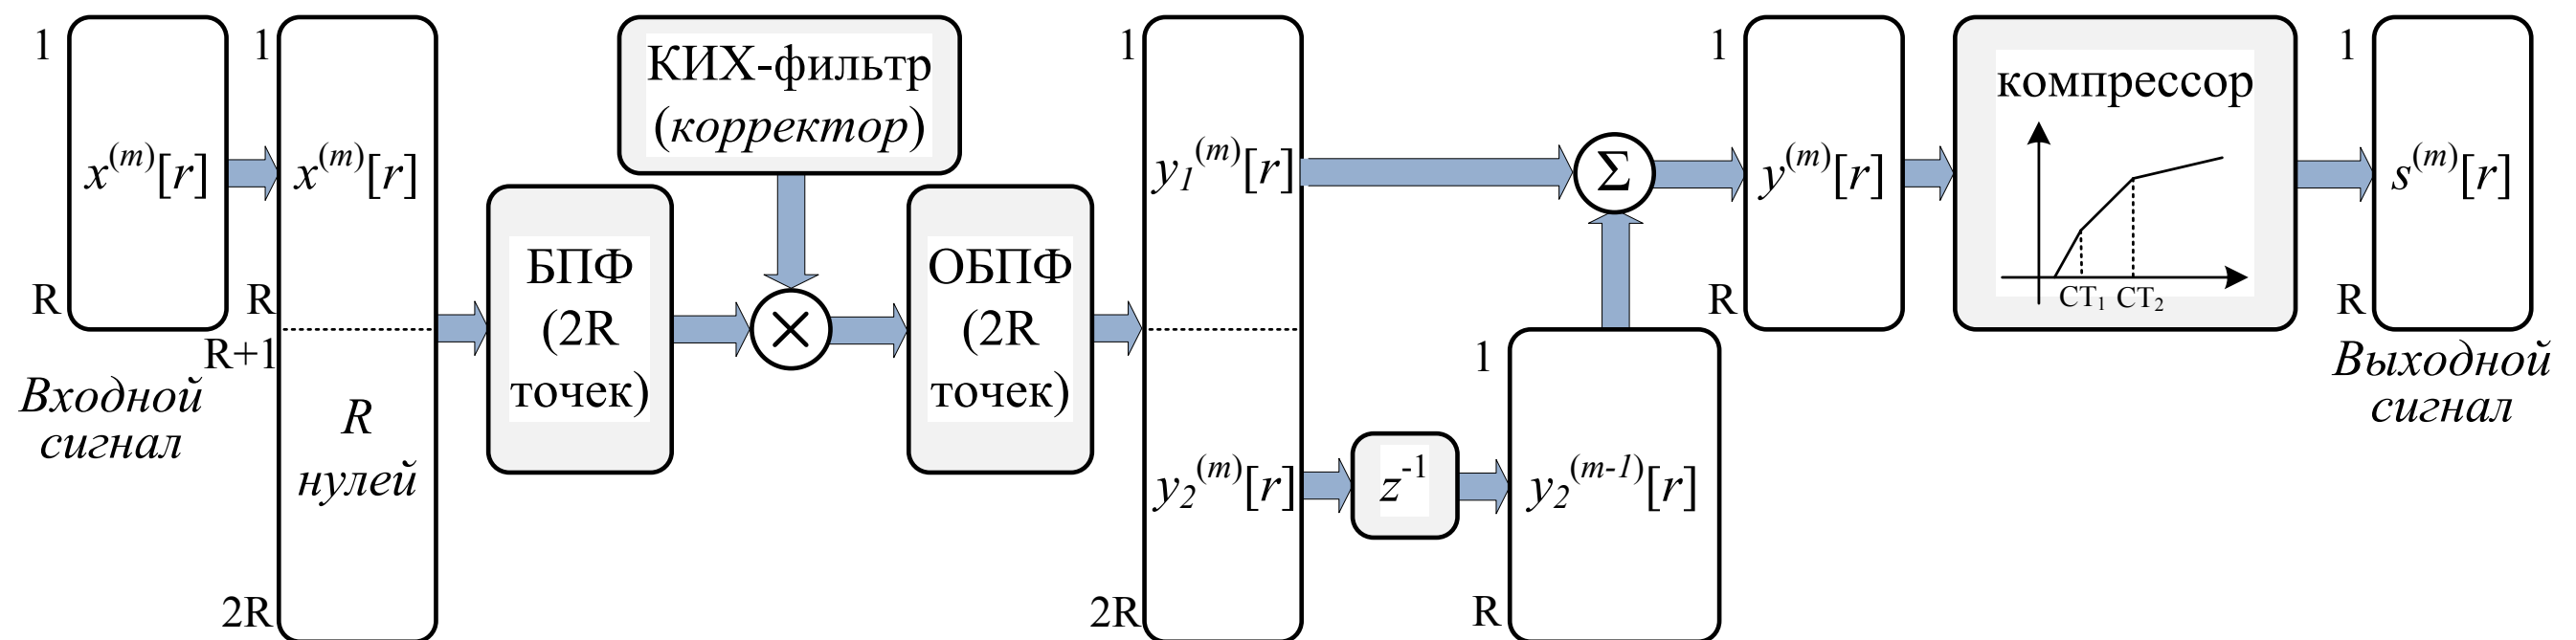 1
x^(m)[r]
R
Входной
сигнал
1
x^(m)[r]
R
R+1
R
нулей
2R
БПФ
(2R
точек)
КИХ-фильтр
(корректор)
×
ОБПФ
(2R
точек)
1
y₁^(m)[r]
y₂^(m)[r]
2R
z^-1
1
y₂^(m-1)[r]
R
Σ
1
y^(m)[r]
R
компрессор
CT₁ CT₂
1
s^(m)[r]
R
Выходной
сигнал